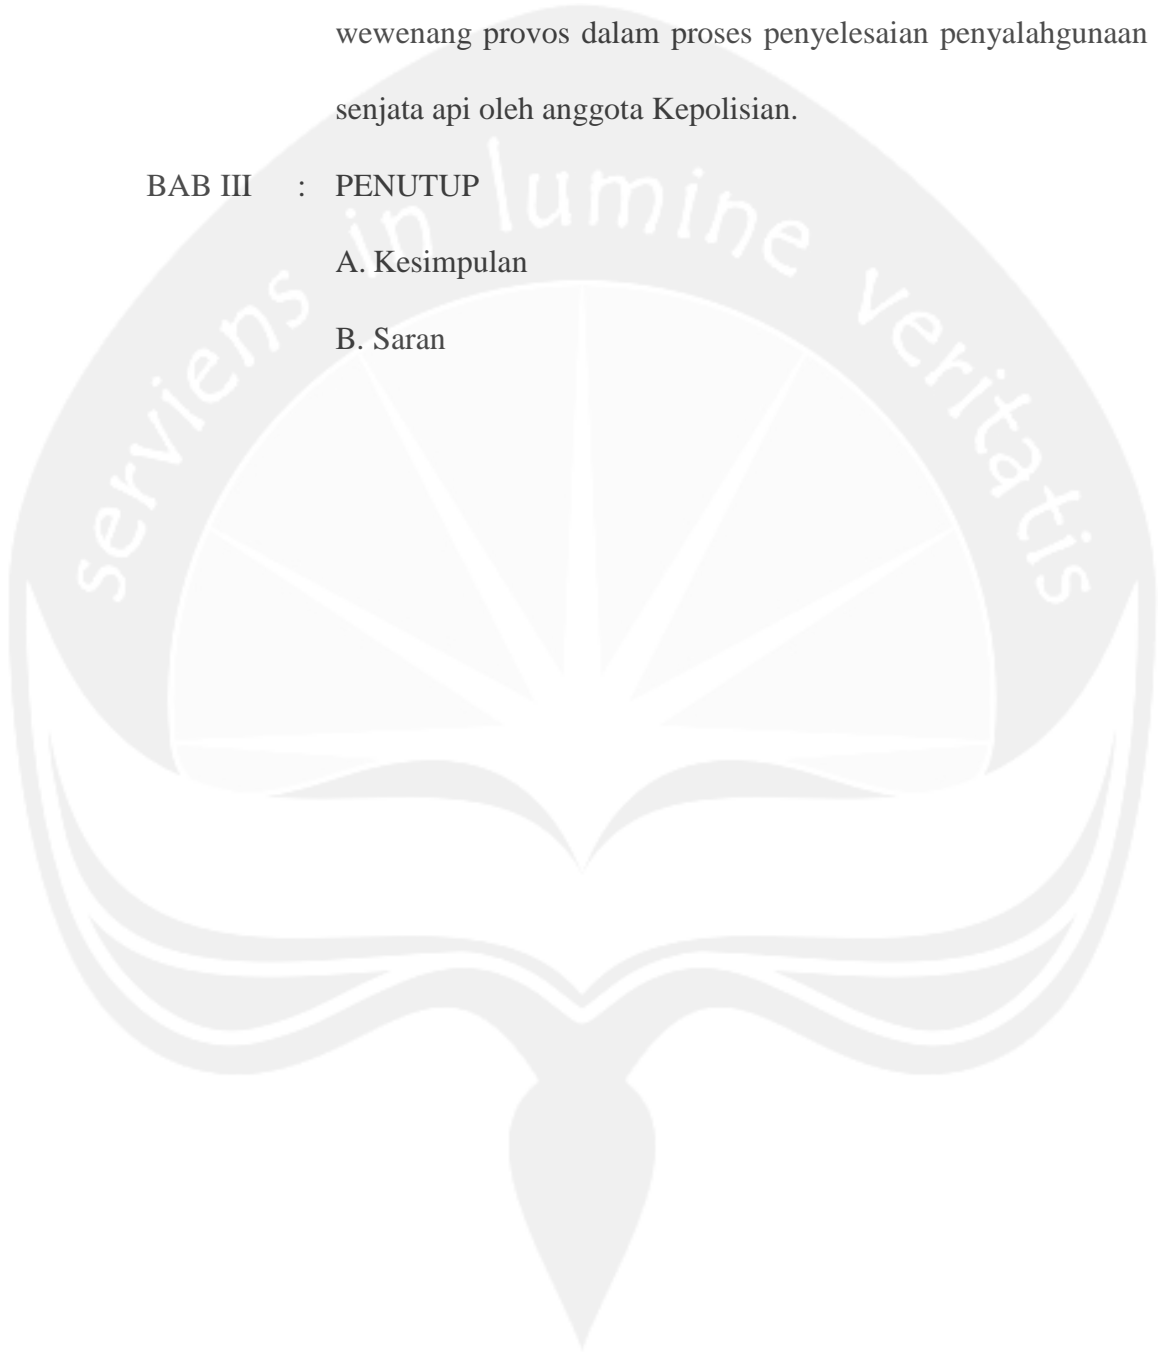 wewenang provos dalam proses penyelesaian penyalahgunaan
senjata api oleh anggota Kepolisian.
BAB III : PENUTUP
A. Kesimpulan
B. Saran
serviens in lumine veritatis